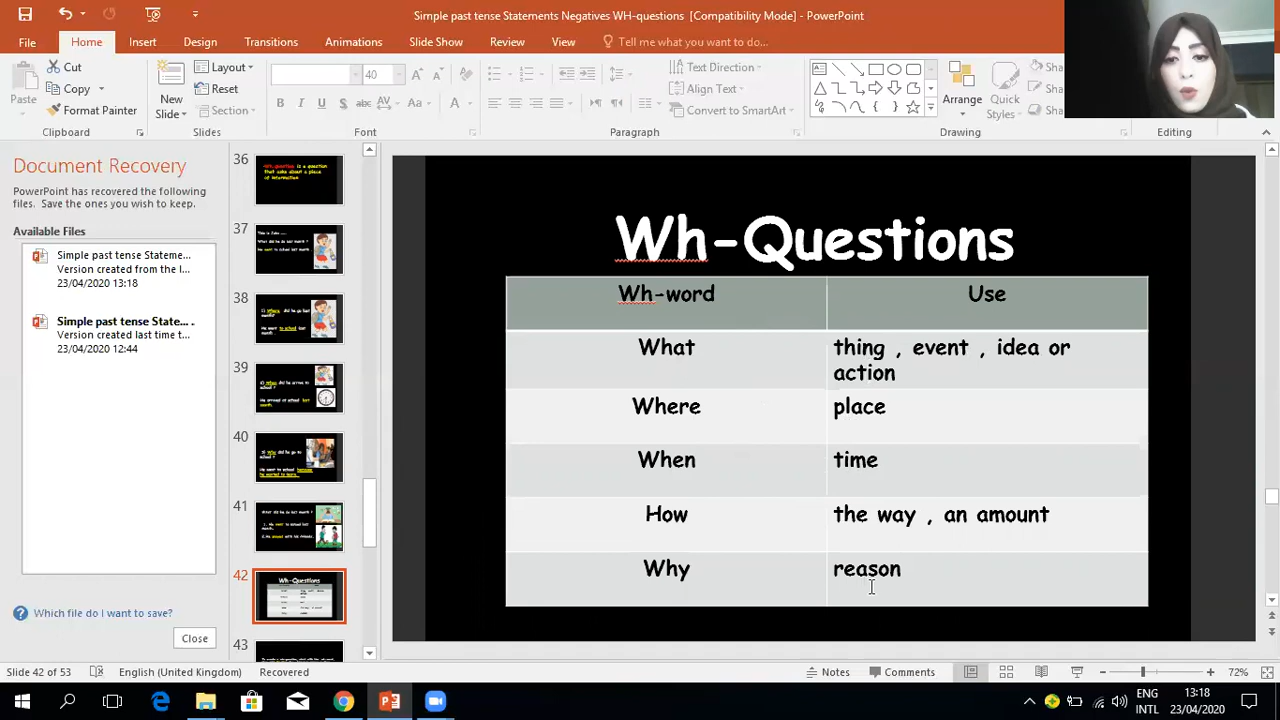 Simple past tense Statements Negatives WH-questions [Compatibility Mode] - PowerPoint
File Home Insert Design Transitions Animations Slide Show Review View Tell me what you want to do...
Paste
Cut
Copy
Format Painter
Clipboard
New
Slide
Layout
Reset
Section
Slides
40
B I U S abc AV Aa A
Font
Text Direction
Align Text
Convert to SmartArt
Paragraph
Arrange
Quick
Styles
Sha
Sha
Sha
Drawing
Editing
Document Recovery
PowerPoint has recovered the following
files. Save the ones you wish to keep.
Available Files
Simple past tense Stateme...
Version created from the l...
23/04/2020 13:18
Simple past tense State... .
Version created last time t...
23/04/2020 12:44
Which file do I want to save?
Close
36
37
38
39
40
41
42
43
Wh-Questions
Wh-word Use
What thing , event , idea or
action
Where place
When time
How the way , an amount
Why reason
Slide 42 of 53 English (United Kingdom) Recovered Notes Comments 72%
ENG
INTL
13:18
23/04/2020